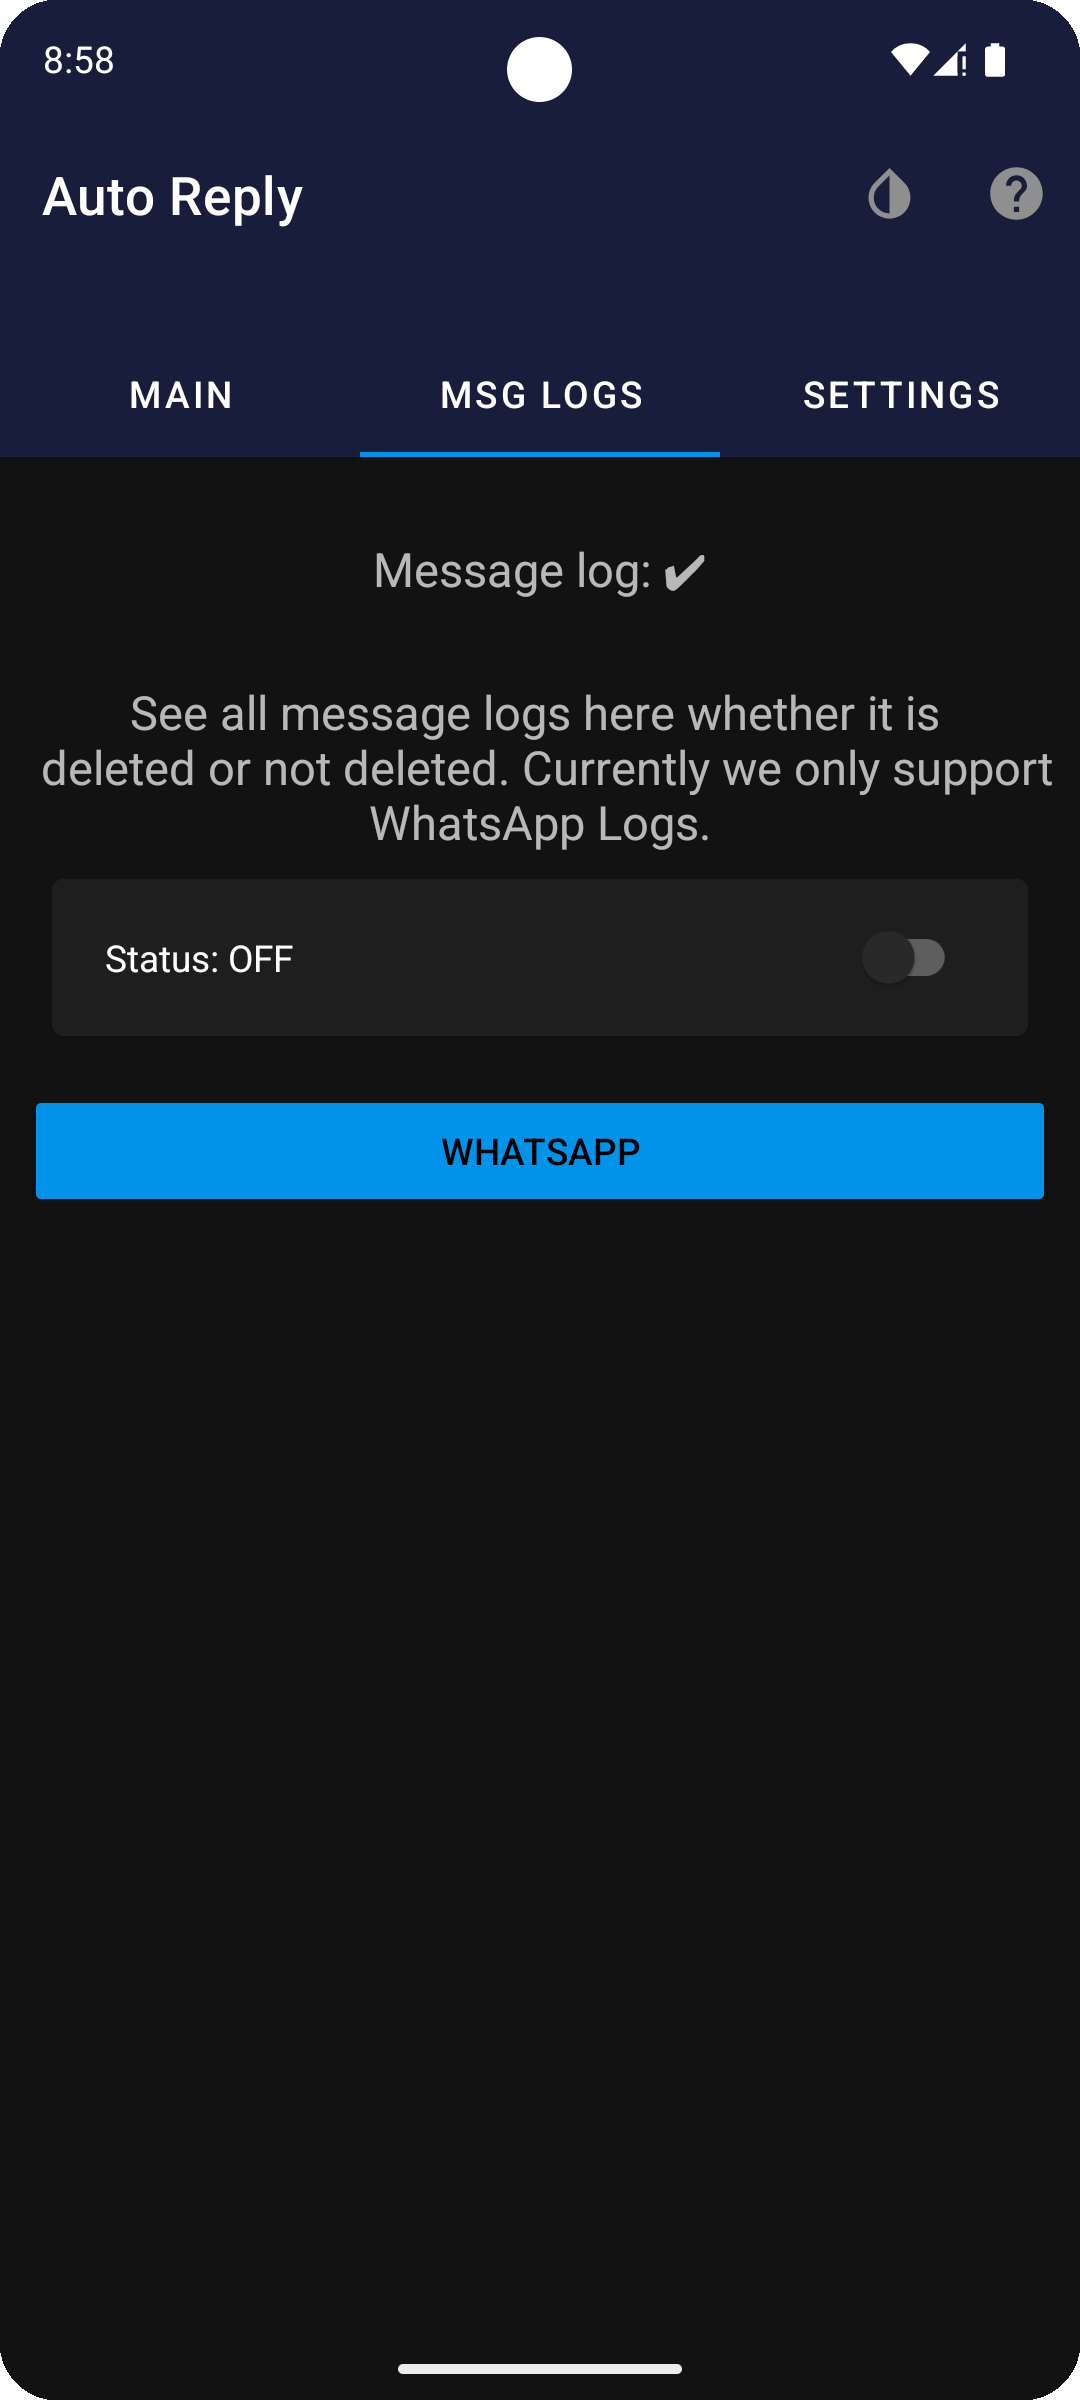 8:58
Auto Reply
MAIN
MSG LOGS
SETTINGS
Message log: ✔
See all message logs here whether it is
deleted or not deleted. Currently we only support
WhatsApp Logs.
Status: OFF
WHATSAPP